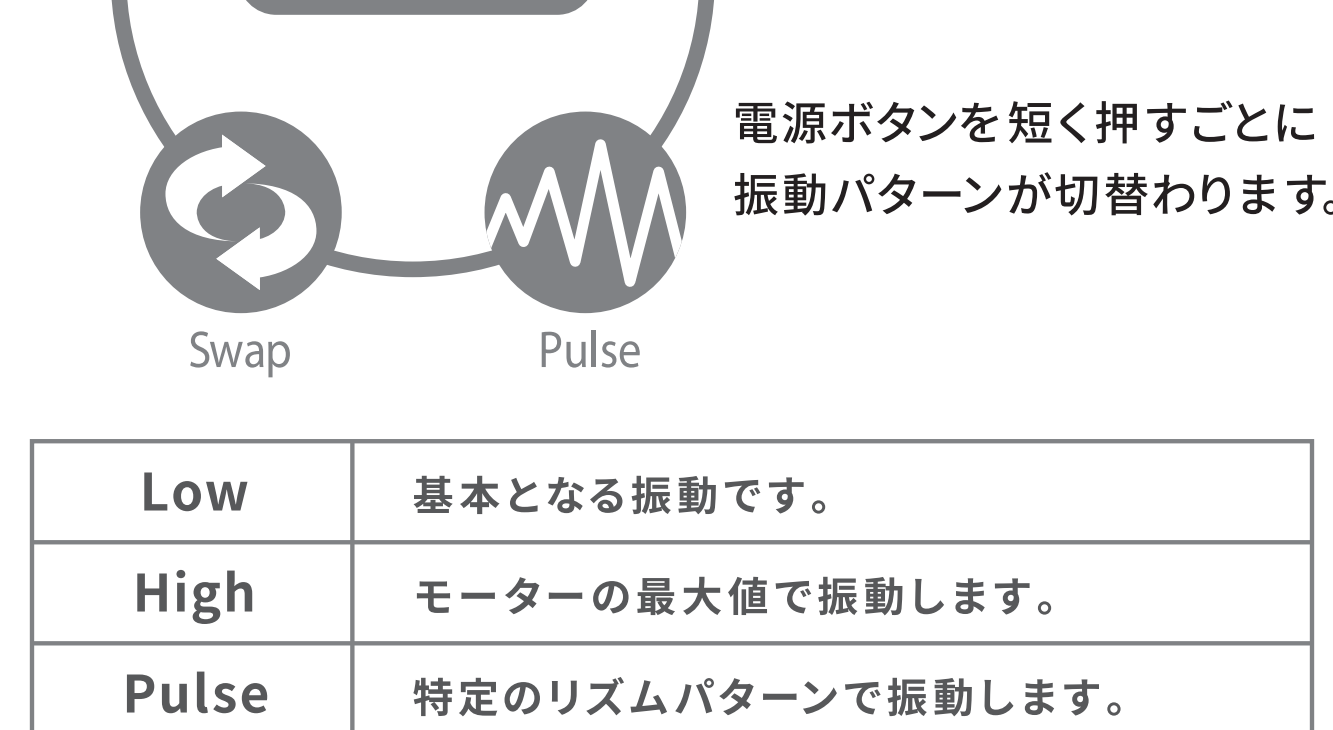 電源ボタンを短く押すごとに
振動パターンが切替わります。
Swap
Pulse
Low
基本となる振動です。
High
モーターの最大値で振動します。
Pulse
特定のリズムパターンで振動します。